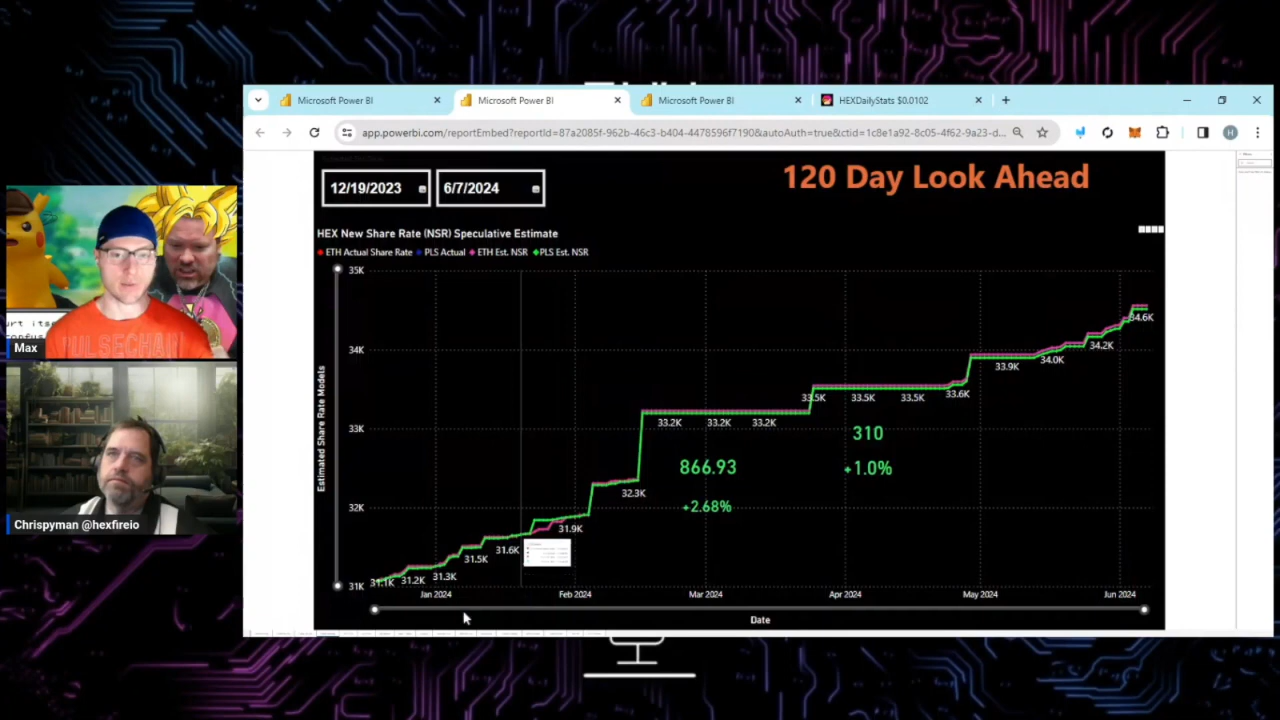 Microsoft Power BI
Microsoft Power BI
Microsoft Power BI
HEXDailyStats $0.0102
app.powerbi.com/reportEmbed?reportId=87a2085f-962b-46c3-b404-4478596f7190&autoAuth=true&ctid=1c8e1a92-8c05-4f62-9a23-d...
H
12/19/2023
6/7/2024
120 Day Look Ahead
HEX New Share Rate (NSR) Speculative Estimate
ETH Actual Share Rate PLS Actual ETH Est. NSR PLS Est. NSR
Estimated Share Rate Models
35K
34K
33K
32K
31K
31.1K 31.2K 31.3K 31.5K 31.6K 31.9K 32.3K 33.2K 33.2K 33.2K 33.5K 33.5K 33.5K 33.6K 33.9K 34.0K 34.2K 34.6K
866.93
+2.68%
310
+1.0%
Jan 2024 Feb 2024 Mar 2024 Apr 2024 May 2024 Jun 2024
Date
PULSECHAIN
Max
Chrispyman @hexfireio